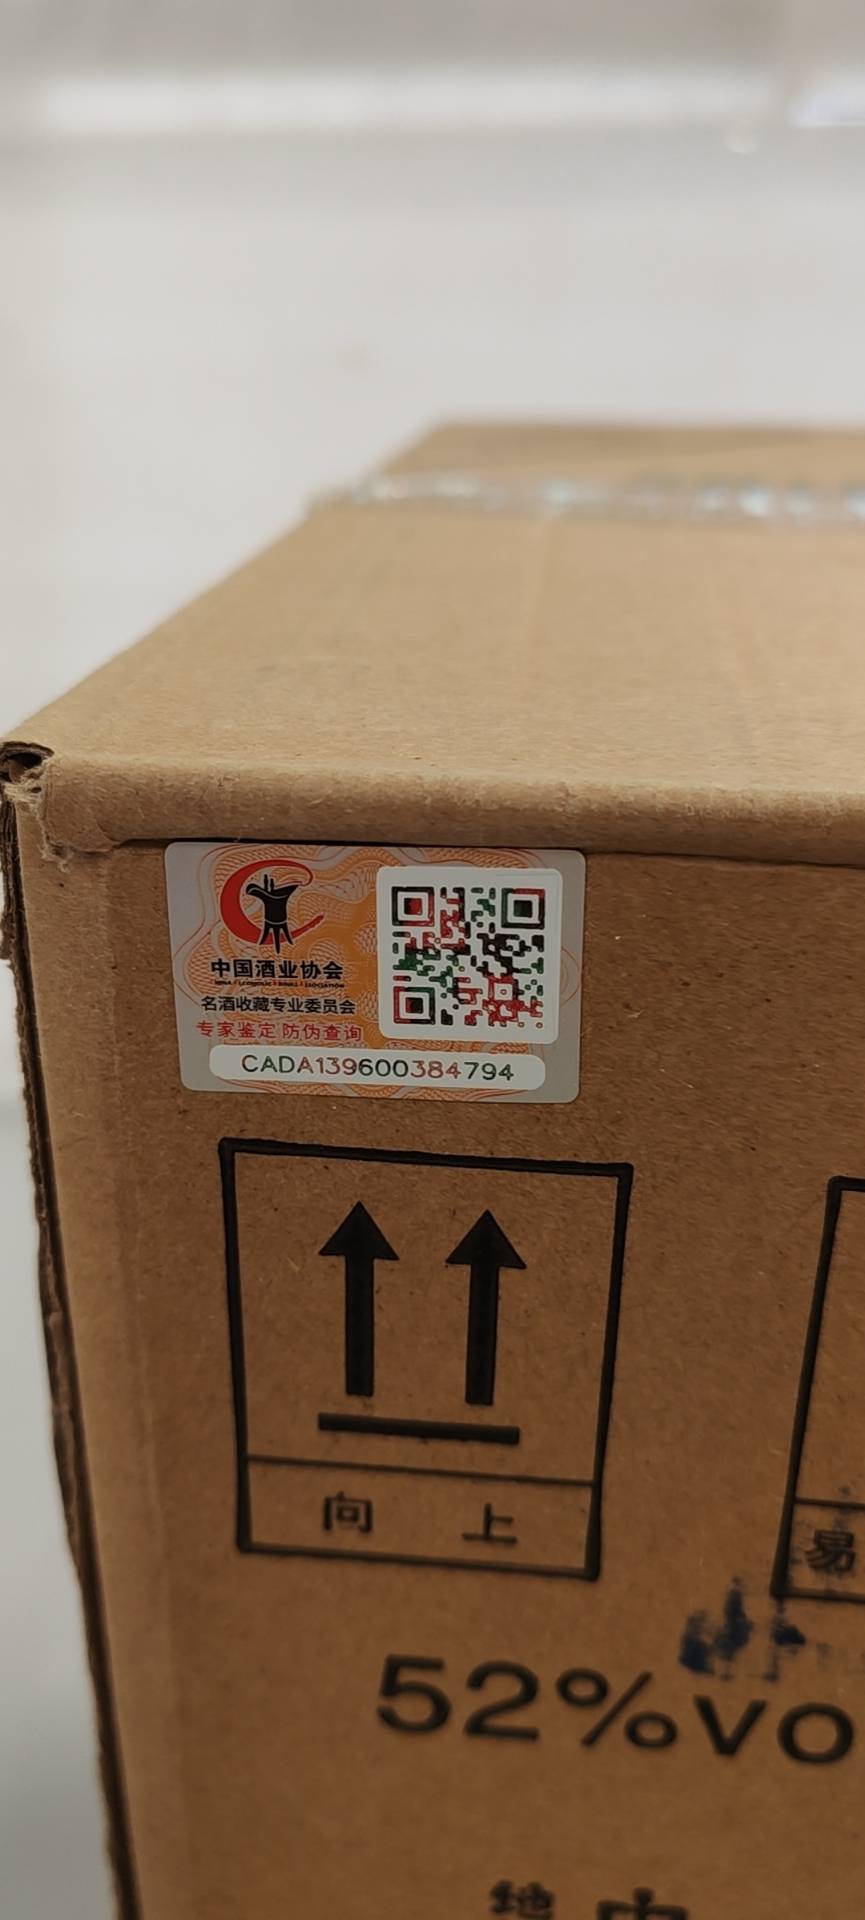 中国酒业协会
名酒收藏专业委员会
专家鉴定 防伪查询
CADA139600384794
向上
易
52%vo